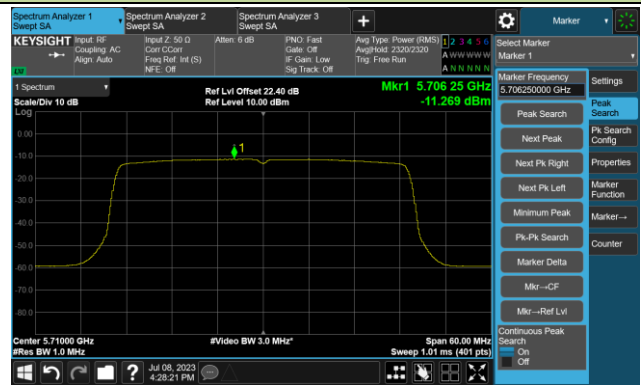 Spectrum Analyzer 1
Swept SA
Spectrum Analyzer 2
Swept SA
Spectrum Analyzer 3
Swept SA
+
Marker
KEYSIGHT
Input: RF
Coupling: AC
Align: Auto
Input Z: 50 Ω
Corr CCorr
Freq Ref: Int (S)
NFE: Off
Atten: 6 dB
PNO: Fast
Gate: Off
IF Gain: Low
Sig Track: Off
Avg Type: Power (RMS)
Avg|Hold: 2320/2320
Trig: Free Run
1 2 3 4 5 6
A WWWWW
A N N N N N
Select Marker
Marker 1
1 Spectrum
Scale/Div 10 dB
Log
Ref Lvl Offset 22.40 dB
Ref Level 10.00 dBm
Mkr1 5.706 25 GHz
-11.269 dBm
1
0.00
-10.0
-20.0
-30.0
-40.0
-50.0
-60.0
-70.0
-80.0
Center 5.71000 GHz
#Res BW 1.0 MHz
#Video BW 3.0 MHz*
Span 60.00 MHz
Sweep 1.01 ms (401 pts)
Marker Frequency
5.706250000 GHz
Peak Search
Next Peak
Next Pk Right
Next Pk Left
Minimum Peak
Pk-Pk Search
Marker Delta
Mkr→CF
Mkr→Ref Lvl
Continuous Peak
Search
On
Off
Settings
Peak
Search
Pk Search
Config
Properties
Marker
Function
Marker→
Counter
?
Jul 08, 2023
4:28:21 PM